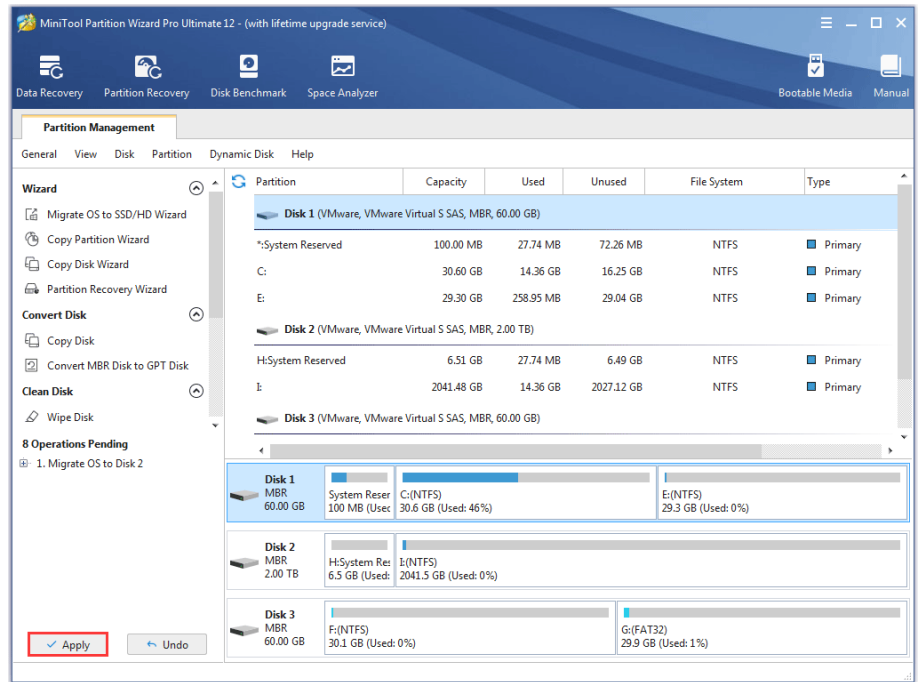 MiniTool Partition Wizard Pro Ultimate 12 - (with lifetime upgrade service)
Data Recovery Partition Recovery Disk Benchmark Space Analyzer Bootable Media Manual
Partition Management
General View Disk Partition Dynamic Disk Help
Wizard
Migrate OS to SSD/HD Wizard
Copy Partition Wizard
Copy Disk Wizard
Partition Recovery Wizard
Convert Disk
Copy Disk
Convert MBR Disk to GPT Disk
Clean Disk
Wipe Disk
8 Operations Pending
1. Migrate OS to Disk 2
Apply Undo
Partition Capacity Used Unused File System Type
Disk 1 (VMware, VMware Virtual S SAS, MBR, 60.00 GB)
*:System Reserved 100.00 MB 27.74 MB 72.26 MB NTFS Primary
C: 30.60 GB 14.36 GB 16.25 GB NTFS Primary
E: 29.30 GB 258.95 MB 29.04 GB NTFS Primary
Disk 2 (VMware, VMware Virtual S SAS, MBR, 2.00 TB)
H:System Reserved 6.51 GB 27.74 MB 6.49 GB NTFS Primary
I: 2041.48 GB 14.36 GB 2027.12 GB NTFS Primary
Disk 3 (VMware, VMware Virtual S SAS, MBR, 60.00 GB)
Disk 1
MBR
60.00 GB
System Reser
100 MB (Used
C:(NTFS)
30.6 GB (Used: 46%)
E:(NTFS)
29.3 GB (Used: 0%)
Disk 2
MBR
2.00 TB
H:System Res
6.5 GB (Used:
I:(NTFS)
2041.5 GB (Used: 0%)
Disk 3
MBR
60.00 GB
F:(NTFS)
30.1 GB (Used: 0%)
G:(FAT32)
29.9 GB (Used: 1%)